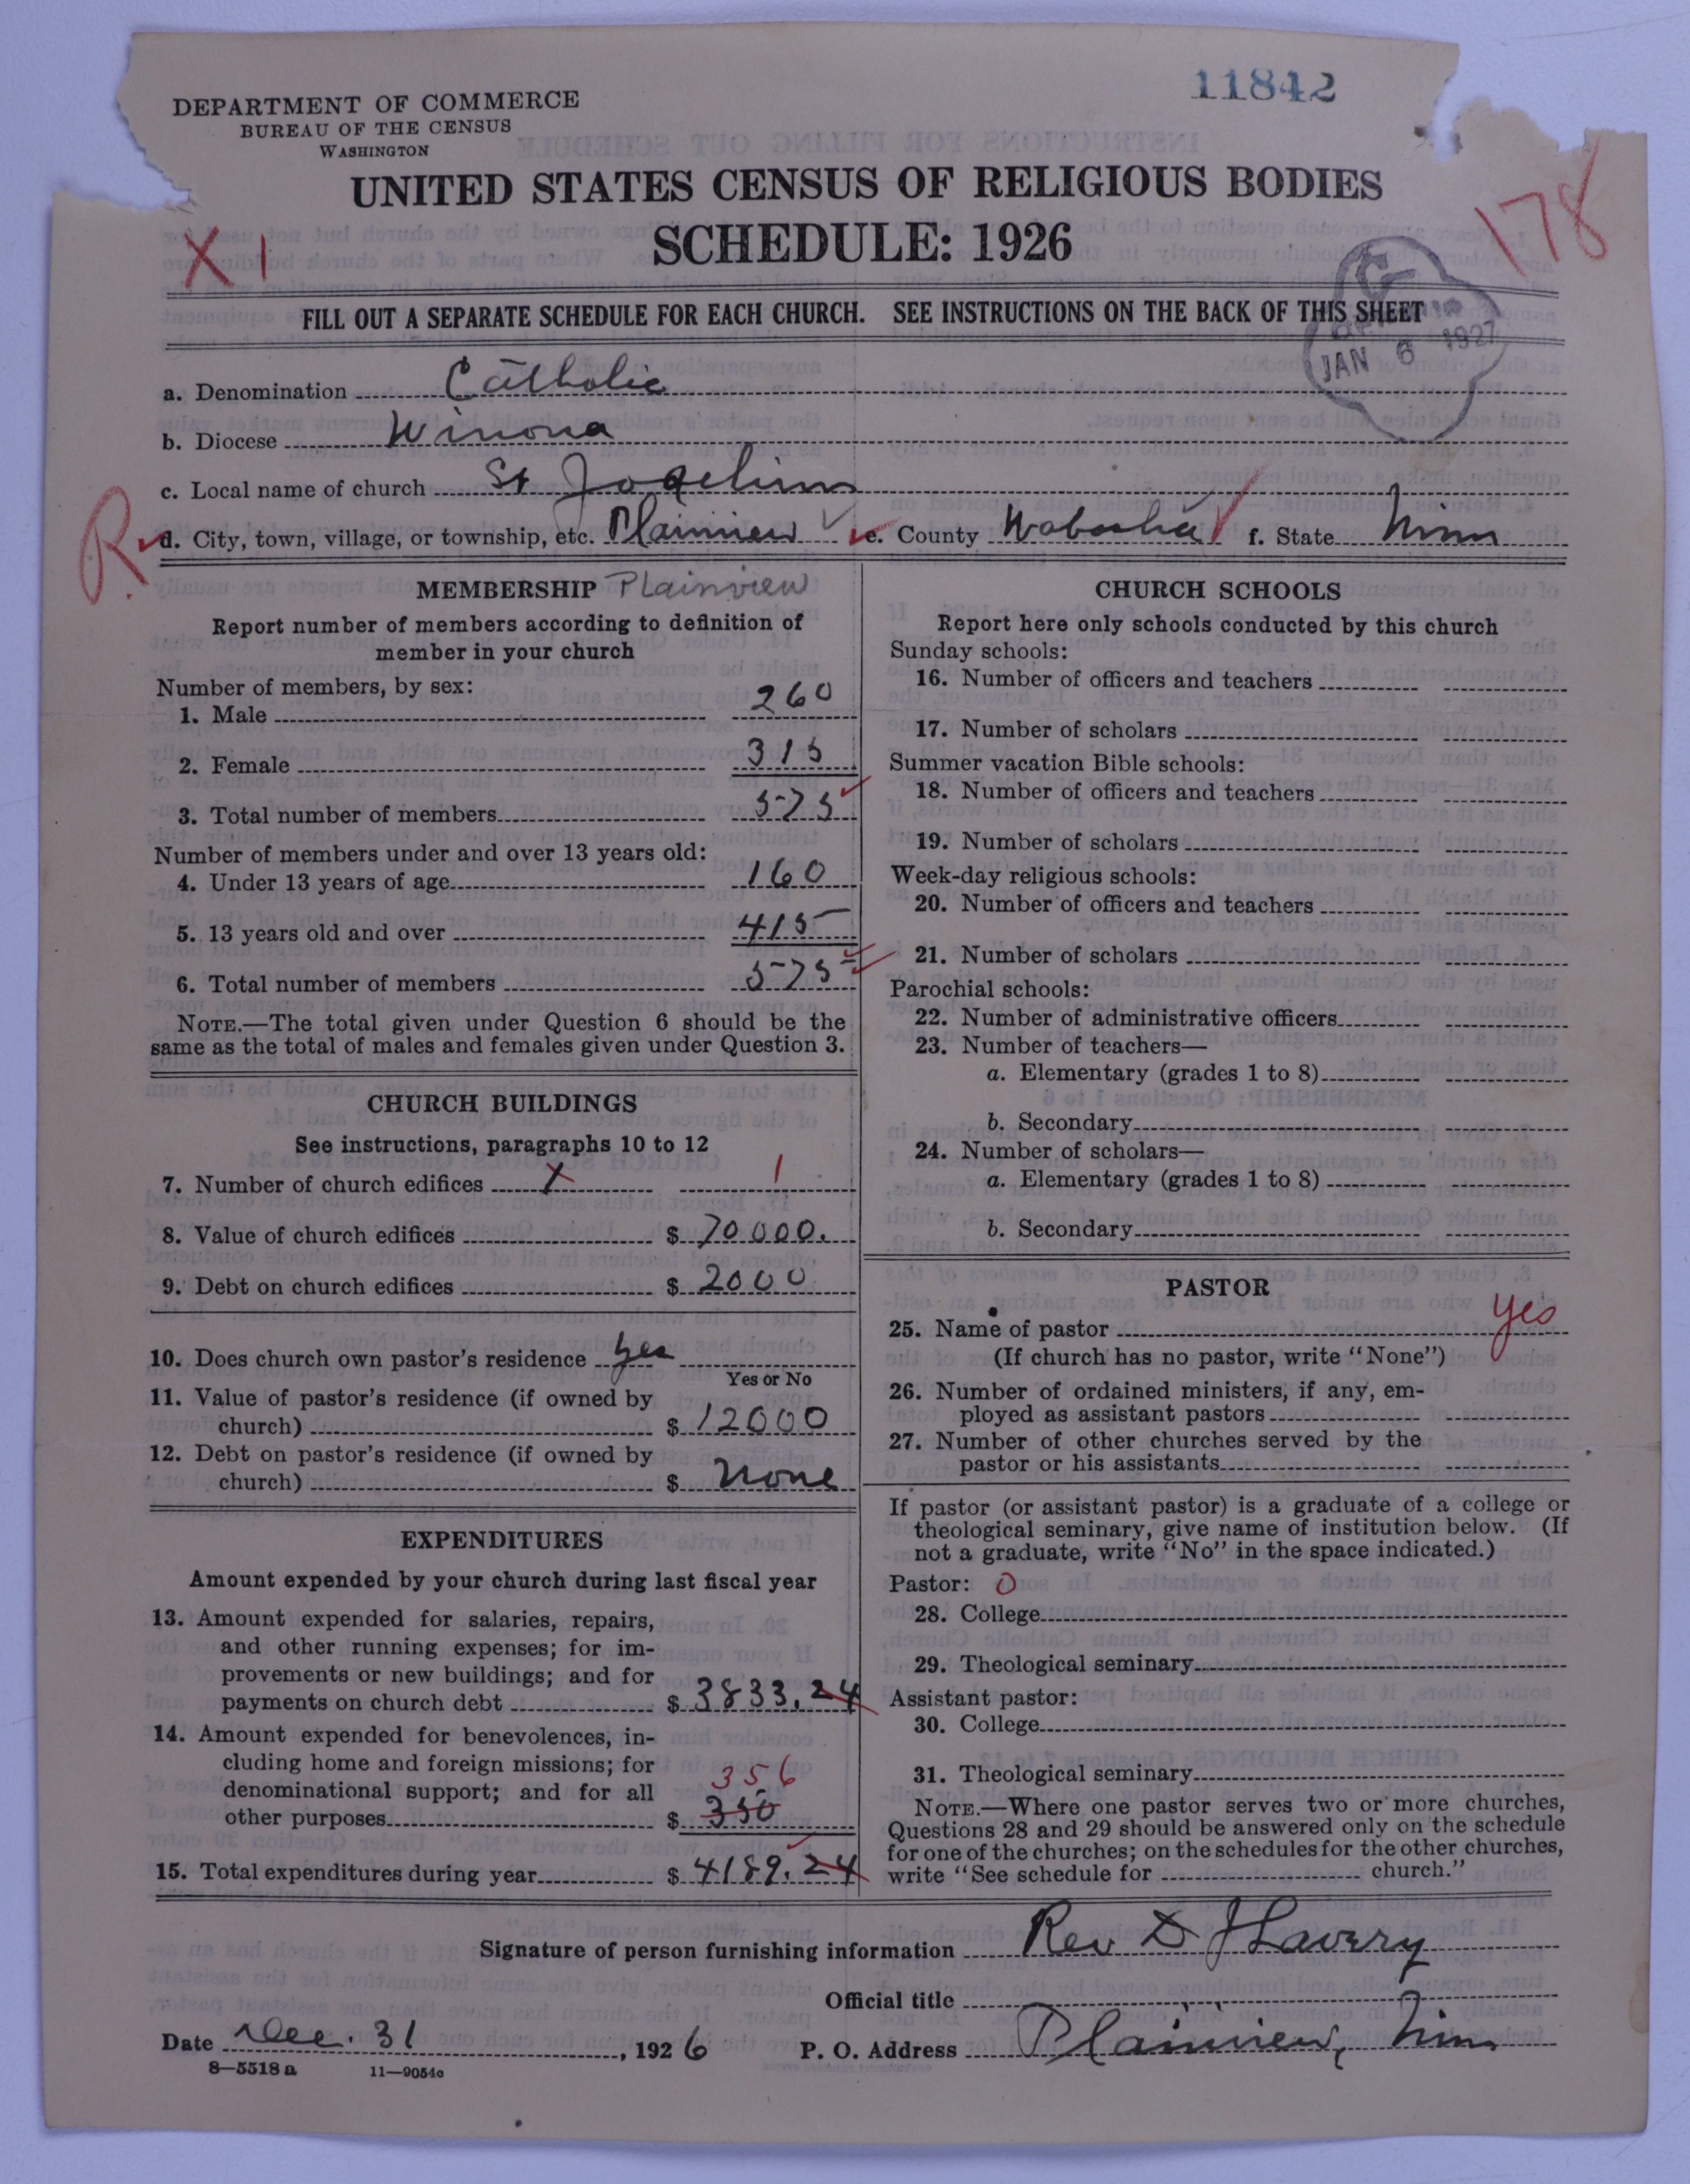 11842
DEPARTMENT OF COMMERCE
BUREAU OF THE CENSUS
WASHINGTON
UNITED STATES CENSUS OF RELIGIOUS BODIES
SCHEDULE: 1926
X 1
178
FILL OUT A SEPARATE SCHEDULE FOR EACH CHURCH. SEE INSTRUCTIONS ON THE BACK OF THIS SHEET
JAN 6 1927
a. Denomination Catholic
b. Diocese Winona
c. Local name of church St Joachim
R
d. City, town, village, or township, etc. Plainview e. County Wabasha f. State Minn
MEMBERSHIP Plainview
Report number of members according to definition of
member in your church
Number of members, by sex:
1. Male 260
2. Female 315
3. Total number of members 575
Number of members under and over 13 years old:
4. Under 13 years of age 160
5. 13 years old and over 415
6. Total number of members 575
NOTE.—The total given under Question 6 should be the
same as the total of males and females given under Question 3.
CHURCH BUILDINGS
See instructions, paragraphs 10 to 12
7. Number of church edifices 1 1
8. Value of church edifices $ 70000.
9. Debt on church edifices $ 2000
10. Does church own pastor's residence yes
Yes or No
11. Value of pastor's residence (if owned by
church) $ 12000
12. Debt on pastor's residence (if owned by
church) $ none
EXPENDITURES
Amount expended by your church during last fiscal year
13. Amount expended for salaries, repairs,
and other running expenses; for im-
provements or new buildings; and for
payments on church debt $ 3833.24
14. Amount expended for benevolences, in-
cluding home and foreign missions; for
denominational support; and for all 356
other purposes $ 350
15. Total expenditures during year $ 4189.24
CHURCH SCHOOLS
Report here only schools conducted by this church
Sunday schools:
16. Number of officers and teachers
17. Number of scholars
Summer vacation Bible schools:
18. Number of officers and teachers
19. Number of scholars
Week-day religious schools:
20. Number of officers and teachers
21. Number of scholars
Parochial schools:
22. Number of administrative officers
23. Number of teachers—
a. Elementary (grades 1 to 8)
b. Secondary
24. Number of scholars—
a. Elementary (grades 1 to 8)
b. Secondary
PASTOR
25. Name of pastor yes
(If church has no pastor, write "None")
26. Number of ordained ministers, if any, em-
ployed as assistant pastors
27. Number of other churches served by the
pastor or his assistants
If pastor (or assistant pastor) is a graduate of a college or
theological seminary, give name of institution below. (If
not a graduate, write "No" in the space indicated.)
Pastor: 0
28. College
29. Theological seminary
Assistant pastor:
30. College
31. Theological seminary
NOTE.—Where one pastor serves two or more churches,
Questions 28 and 29 should be answered only on the schedule
for one of the churches; on the schedules for the other churches,
write "See schedule for church."
Signature of person furnishing information Rev D J Lavery
Official title
Date Dec. 31, 1926 P. O. Address Plainview, Minn
8—5518 a 11—9054c